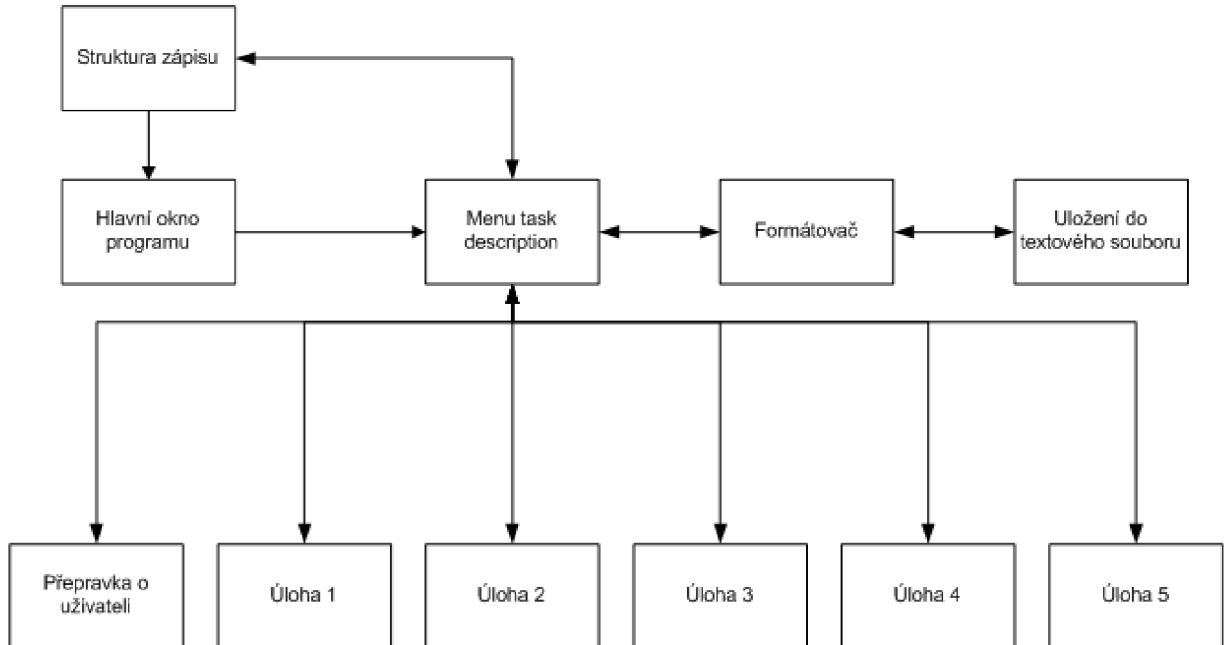 Struktura zápisu
Hlavní okno
programu
Menu task
description
Formátovač
Uložení do
textového souboru
Přepravka o
uživateli
Úloha 1
Úloha 2
Úloha 3
Úloha 4
Úloha 5